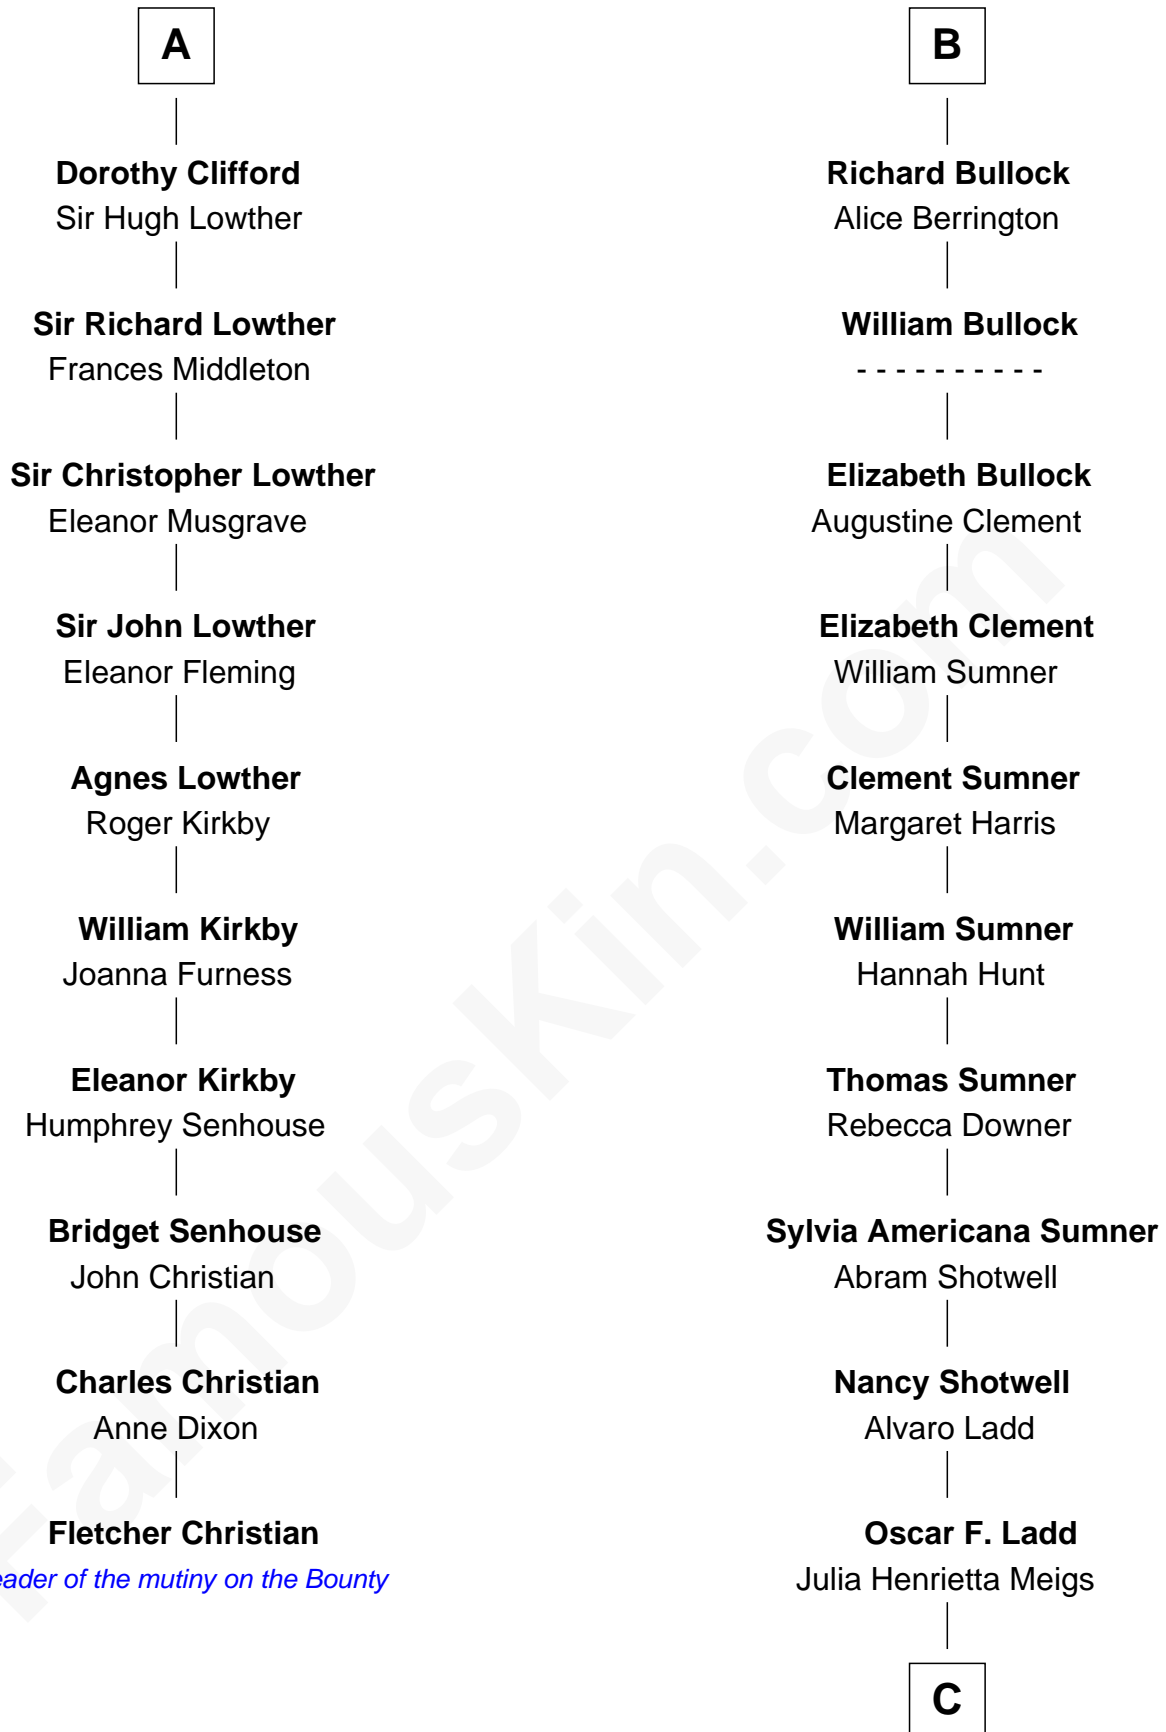 A
Dorothy Clifford
Sir Hugh Lowther
Sir Richard Lowther
Frances Middleton
Sir Christopher Lowther
Eleanor Musgrave
Sir John Lowther
Eleanor Fleming
Agnes Lowther
Roger Kirkby
William Kirkby
Joanna Furness
Eleanor Kirkby
Humphrey Senhouse
Bridget Senhouse
John Christian
Charles Christian
Anne Dixon
Fletcher Christian
eader of the mutiny on the Bounty
B
Richard Bullock
Alice Berrington
William Bullock
- - - - - - - - - -
Elizabeth Bullock
Augustine Clement
Elizabeth Clement
William Sumner
Clement Sumner
Margaret Harris
William Sumner
Hannah Hunt
Thomas Sumner
Rebecca Downer
Sylvia Americana Sumner
Abram Shotwell
Nancy Shotwell
Alvaro Ladd
Oscar F. Ladd
Julia Henrietta Meigs
C
FamousKin.com